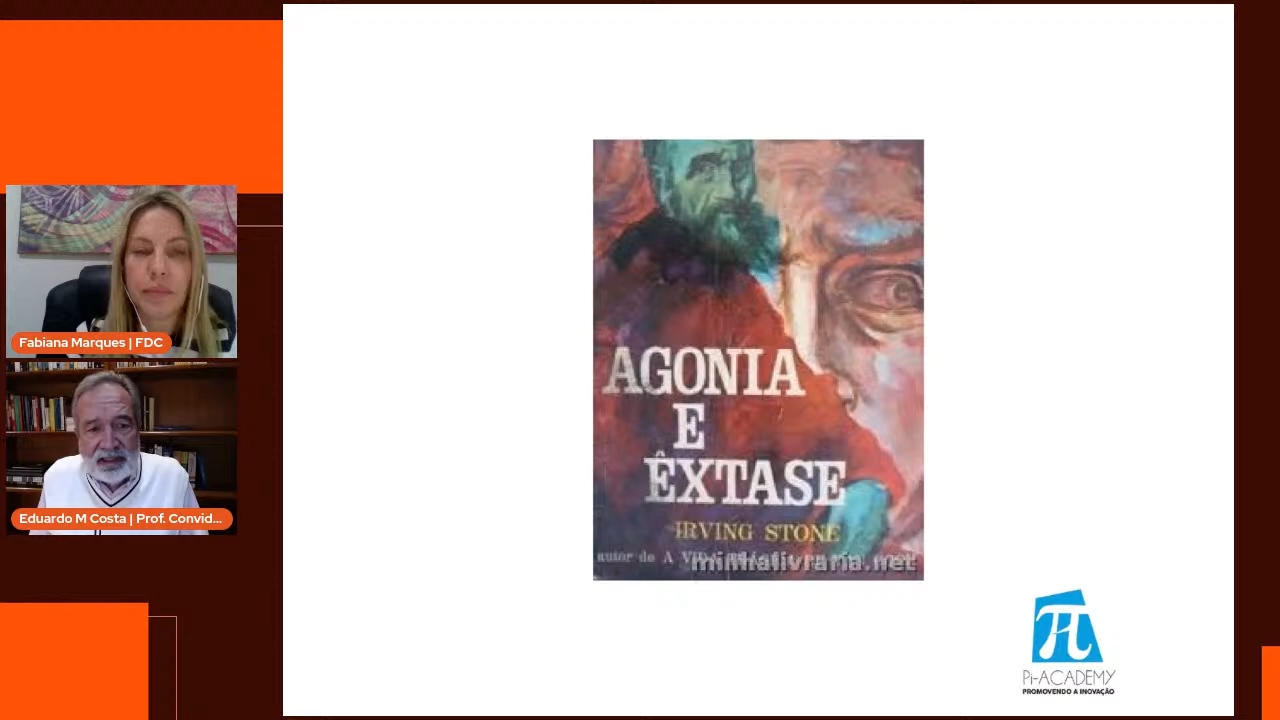 Fabiana Marques | FDC
Eduardo M Costa | Prof. Convid...
AGONIA
E
ÊXTASE
IRVING STONE
autor de A VIDA
minhalivraria.net
Pi-ACADEMY
PROMOVENDO A INOVAÇÃO